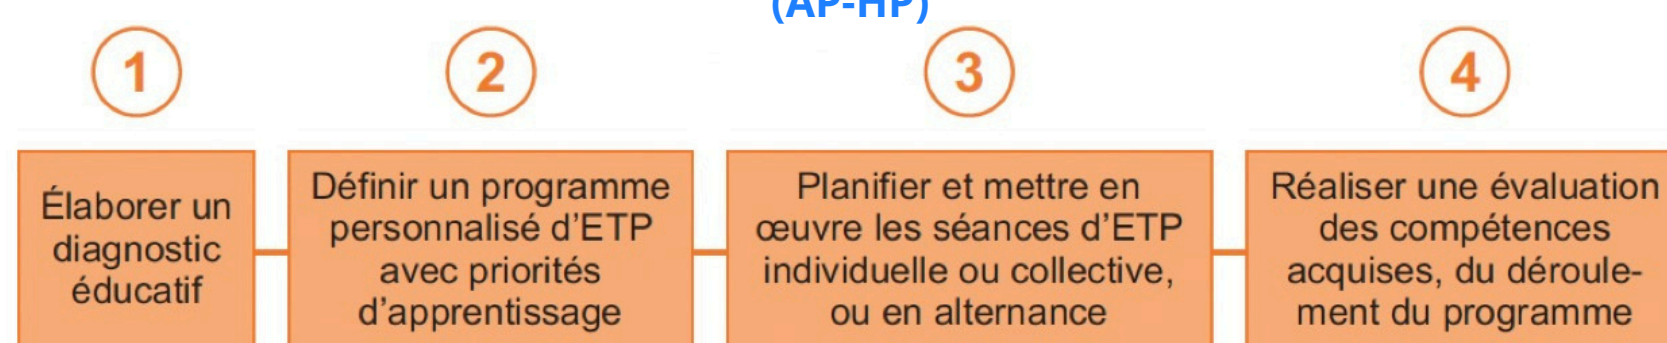 (AP-HP)
1
2
3
4
Élaborer un
diagnostic
éducatif
Définir un programme
personnalisé d’ETP
avec priorités
d’apprentissage
Planifier et mettre en
œuvre les séances d’ETP
individuelle ou collective,
ou en alternance
Réaliser une évaluation
des compétences
acquises, du déroule-
ment du programme